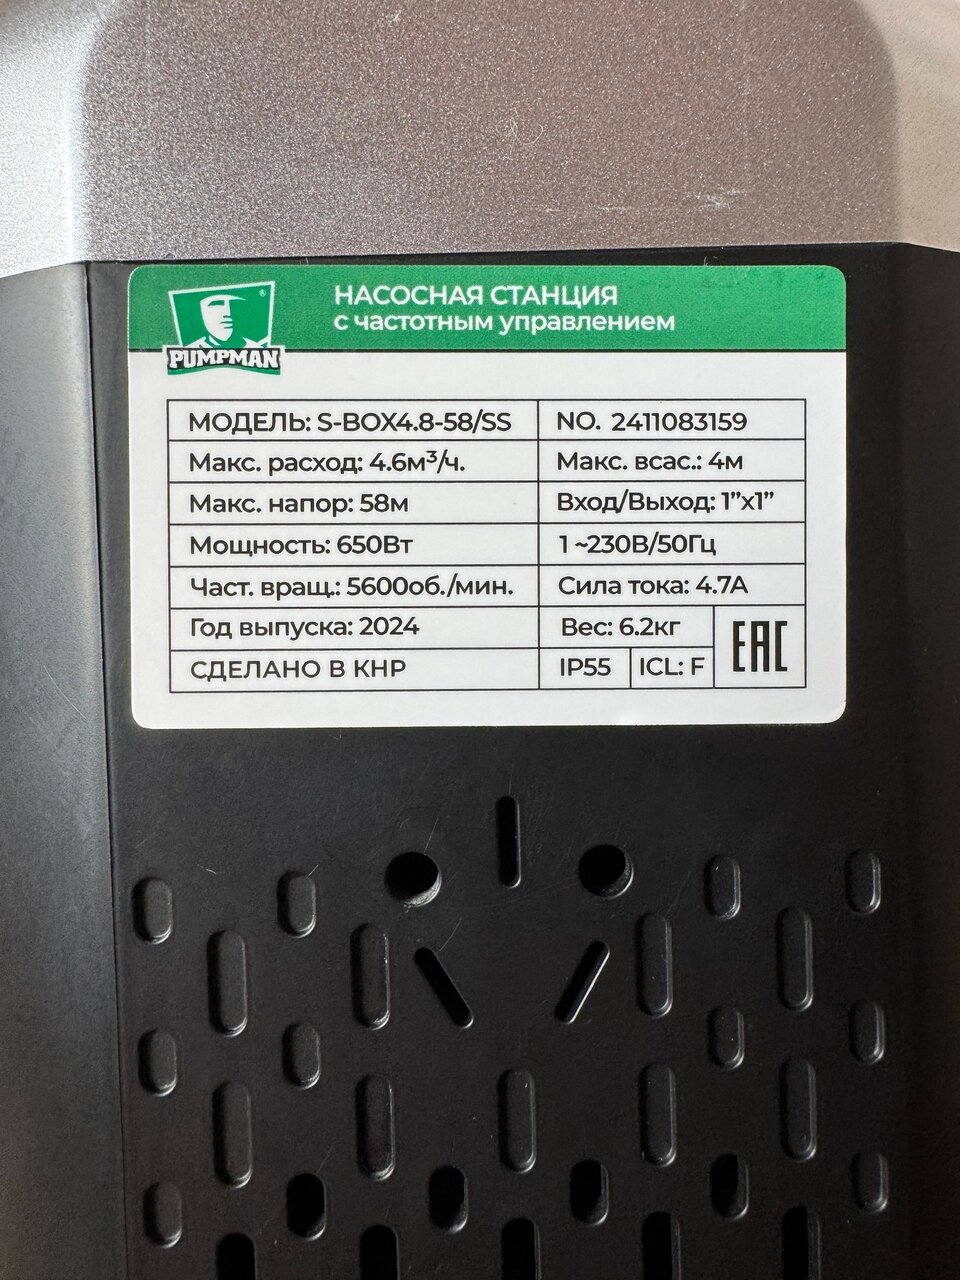 НАСОСНАЯ СТАНЦИЯ
с частотным управлением
PUMPMAN
МОДЕЛЬ: S-BOX4.8-58/SS NO. 2411083159
Макс. расход: 4.6м³/ч. Макс. всас.: 4м
Макс. напор: 58м Вход/Выход: 1”x1”
Мощность: 650Вт 1 ~230В/50Гц
Част. вращ.: 5600об./мин. Сила тока: 4.7А
Год выпуска: 2024 Вес: 6.2кг EAC
СДЕЛАНО В КНР IP55 ICL: F